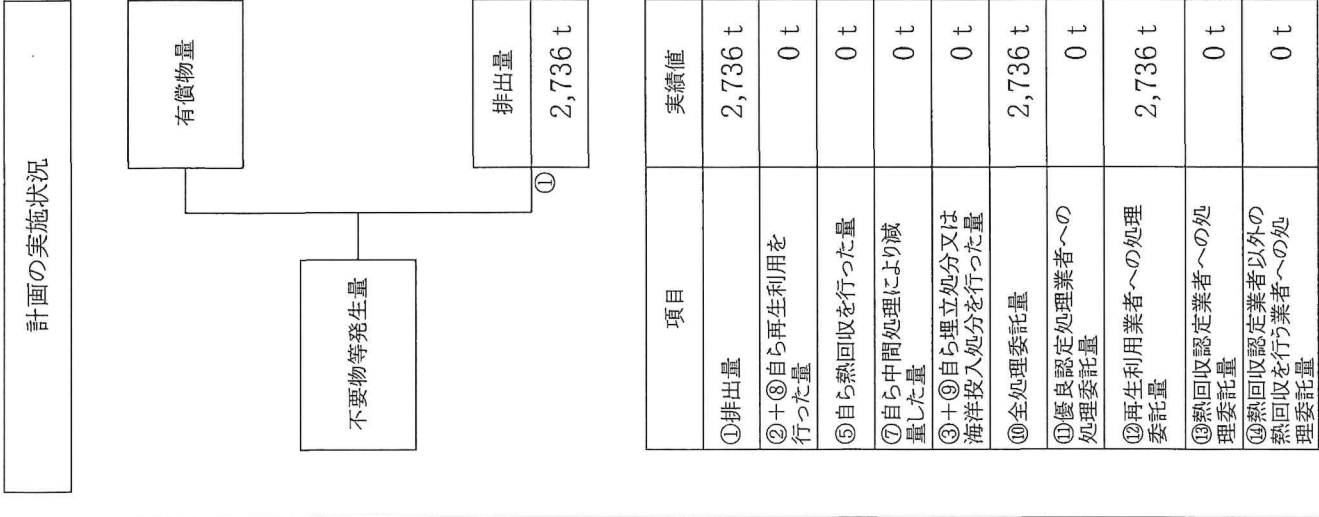 計画の実施状況
不要物等発生量
有償物量
①
排出量
2,736 t
項目
実績値
①排出量
2,736 t
②+⑧自ら再生利用を
行った量
0 t
⑤自ら熱回収を行った量
0 t
⑦自ら中間処理により減
量した量
0 t
③+⑨自ら埋立処分又は
海洋投入処分を行った量
0 t
⑩全処理委託量
2,736 t
⑪優良認定処理業者への
処理委託量
0 t
⑫再生利用業者への処理
委託量
2,736 t
⑬熱回収認定業者への処
理委託量
0 t
⑭熱回収認定業者以外の
熱回収を行う業者への処
理委託量
0 t